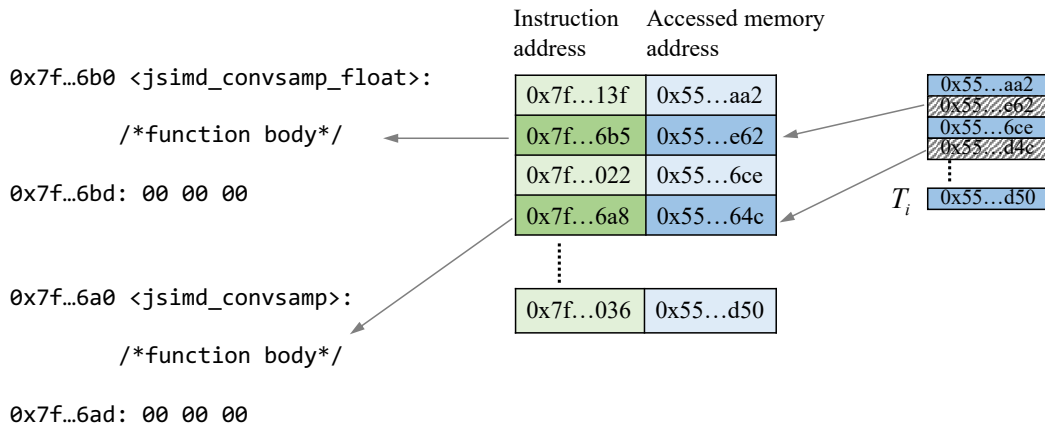 Instruction address
Accessed memory address
0x7f…6b0 <jsimd_convsamp_float>:
/*function body*/
0x7f…6bd: 00 00 00
0x7f…6a0 <jsimd_convsamp>:
/*function body*/
0x7f…6ad: 00 00 00
0x7f…13f 0x55…aa2
0x7f…6b5 0x55…e62
0x7f…022 0x55…6ce
0x7f…6a8 0x55…64c
0x7f…036 0x55…d50
0x55…aa2
0x55…e62
0x55…6ce
0x55…d4c
Ti 0x55…d50